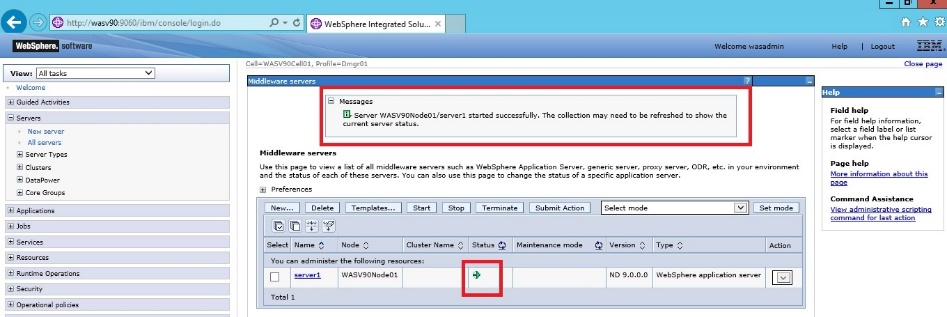 http://wasv90:9060/ibm/console/login.do
WebSphere Integrated Solu...
WebSphere. software
Welcome wasadmin
Help
Logout
IBM.
View: All tasks
Cell=WASV90Cell01, Profile=Dmgr01
Close page
Welcome
Guided Activities
Servers
New server
All servers
Server Types
Clusters
DataPower
Core Groups
Applications
Jobs
Services
Resources
Runtime Operations
Security
Operational policies
Middleware servers
?
Messages
Server WASV90Node01/server1 started successfully. The collection may need to be refreshed to show the
current server status.
Middleware servers
Use this page to view a list of all middleware servers such as WebSphere Application Server, generic server, proxy server, ODR, etc. in your environment
and the status of each of these servers. You can also use this page to change the status of a specific application server.
Preferences
New... Delete Templates... Start Stop Terminate Submit Action Select mode Set mode
Select Name Node Cluster Name Status Maintenance mode Version Type Action
You can administer the following resources:
server1 WASV90Node01 ND 9.0.0.0 WebSphere application server
Total 1
Help
Field help
For field help information,
select a field label or list
marker when the help cursor
is displayed.
Page help
More information about this
page
Command Assistance
View administrative scripting
command for last action